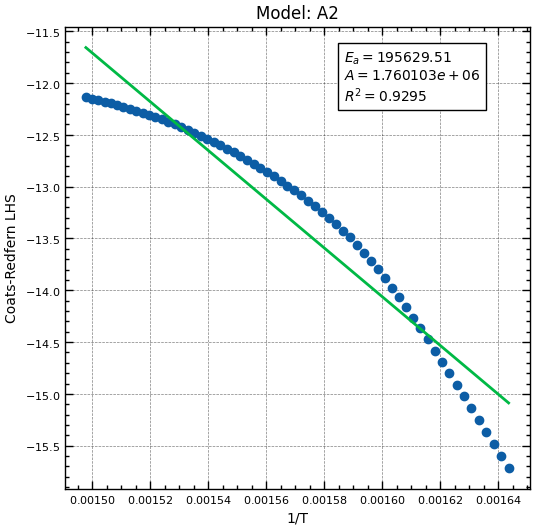 Model: A2
E_a = 195629.51
A = 1.760103e + 06
R² = 0.9295
Coats-Redfern LHS
−11.5
−12.0
−12.5
−13.0
−13.5
−14.0
−14.5
−15.0
−15.5
0.00150 0.00152 0.00154 0.00156 0.00158 0.00160 0.00162 0.00164
1/T